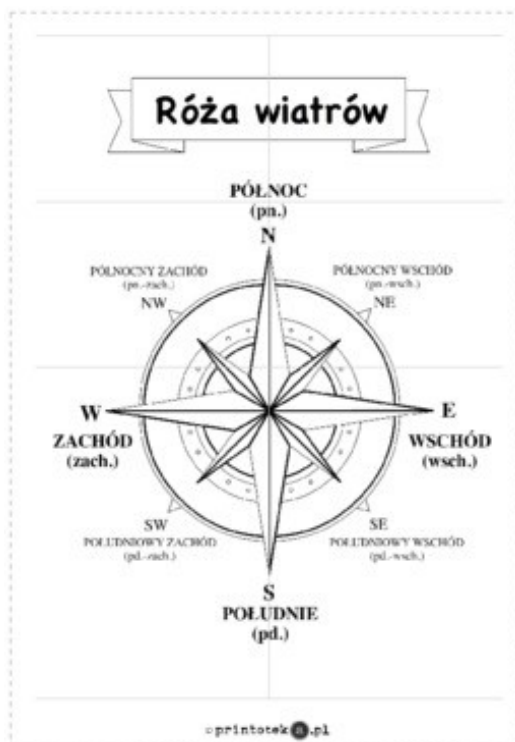 Róża wiatrów
PÓŁNOC
(pn.)
N
PÓŁNOCNY ZACHÓD
(pn.-zach.)
NW
PÓŁNOCNY WSCHÓD
(pn.-wsch.)
NE
W
ZACHÓD
(zach.)
E
WSCHÓD
(wsch.)
SW
POŁUDNIOWY ZACHÓD
(pd.-zach.)
SE
POŁUDNIOWY WSCHÓD
(pd.-wsch.)
S
POŁUDNIE
(pd.)
©printoteka.pl